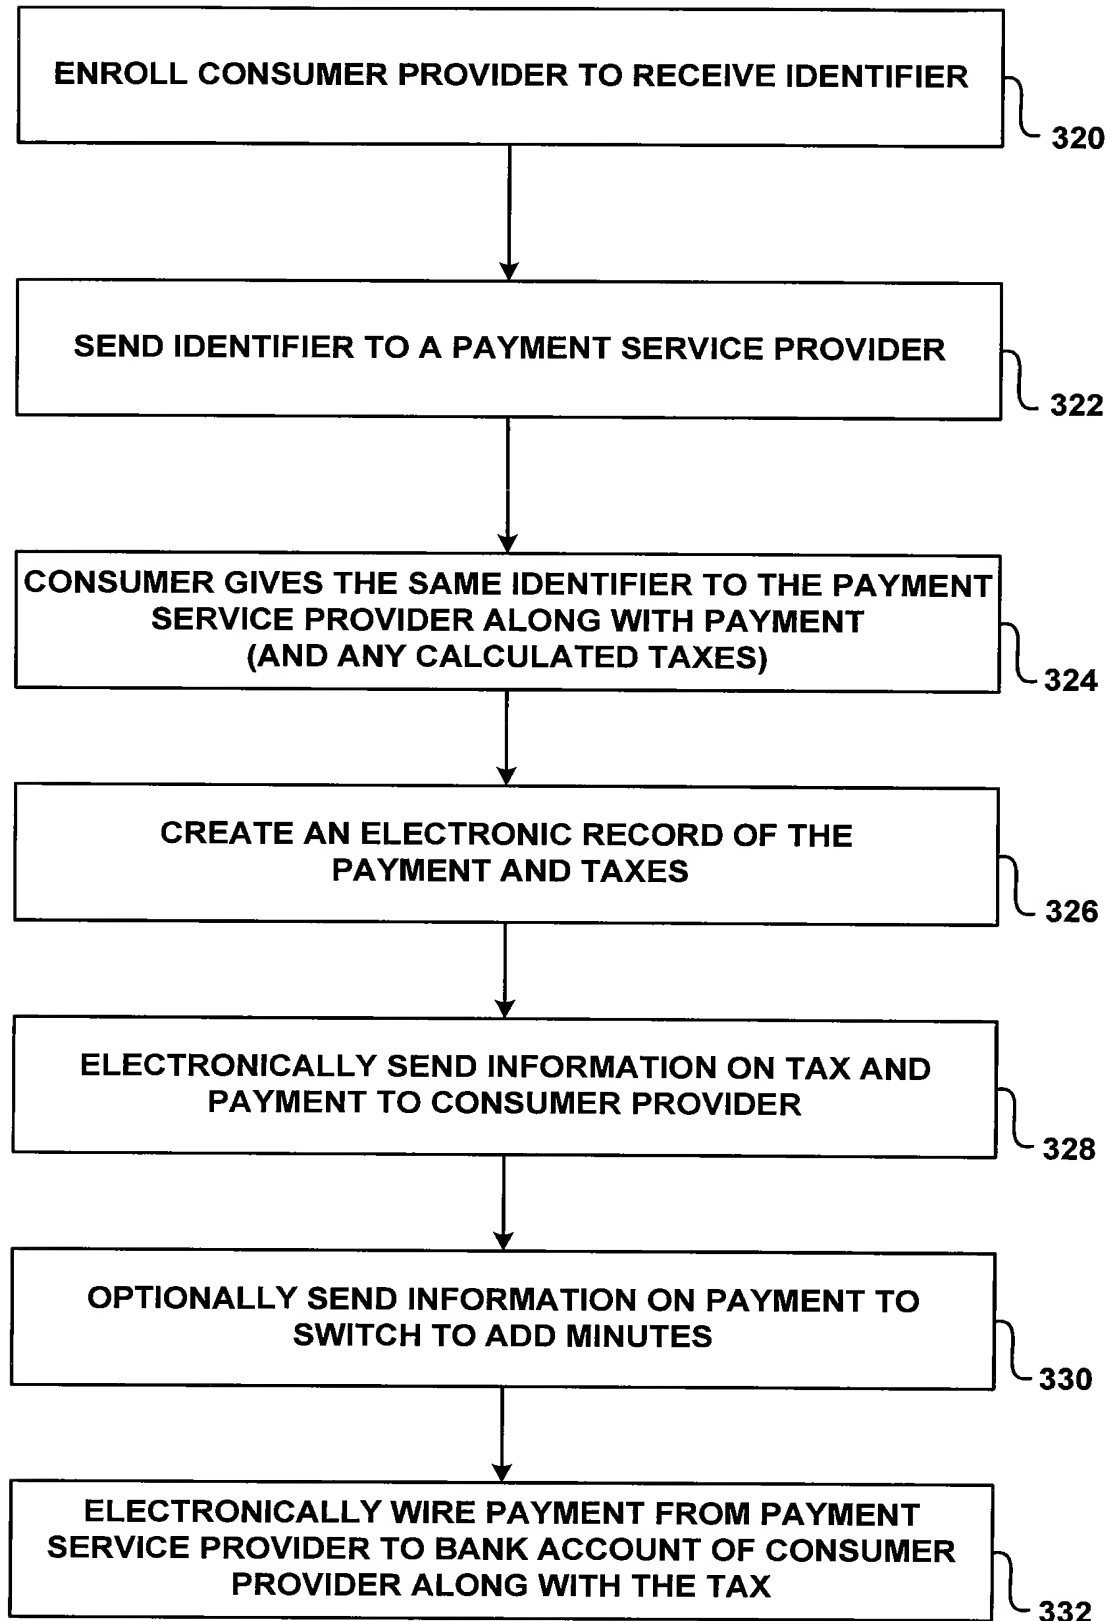 ENROLL CONSUMER PROVIDER TO RECEIVE IDENTIFIER
320
SEND IDENTIFIER TO A PAYMENT SERVICE PROVIDER
322
CONSUMER GIVES THE SAME IDENTIFIER TO THE PAYMENT
SERVICE PROVIDER ALONG WITH PAYMENT
(AND ANY CALCULATED TAXES)
324
CREATE AN ELECTRONIC RECORD OF THE
PAYMENT AND TAXES
326
ELECTRONICALLY SEND INFORMATION ON TAX AND
PAYMENT TO CONSUMER PROVIDER
328
OPTIONALLY SEND INFORMATION ON PAYMENT TO
SWITCH TO ADD MINUTES
330
ELECTRONICALLY WIRE PAYMENT FROM PAYMENT
SERVICE PROVIDER TO BANK ACCOUNT OF CONSUMER
PROVIDER ALONG WITH THE TAX
332